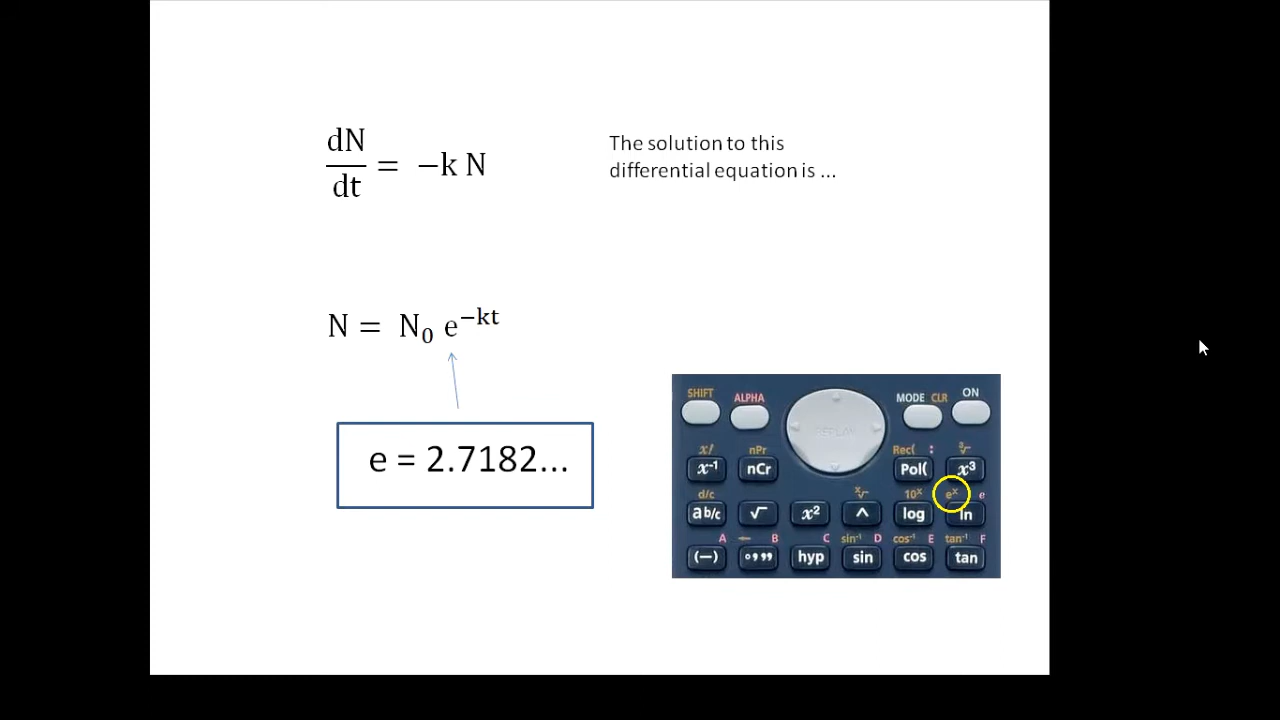 dN
dt
= −k N
The solution to this
differential equation is ...
N = N₀ e⁻ᵏᵗ
e = 2.7182...
SHIFT ALPHA MODE CLR ON
REPLAY
x! nPr Rec( : ³√
x⁻¹ nCr Pol( x³
d/c ˣ√ 10ˣ eˣ e
a b/c √ x² ^ log ln
A ← B C sin⁻¹ D cos⁻¹ E tan⁻¹ F
(−) °,,, hyp sin cos tan